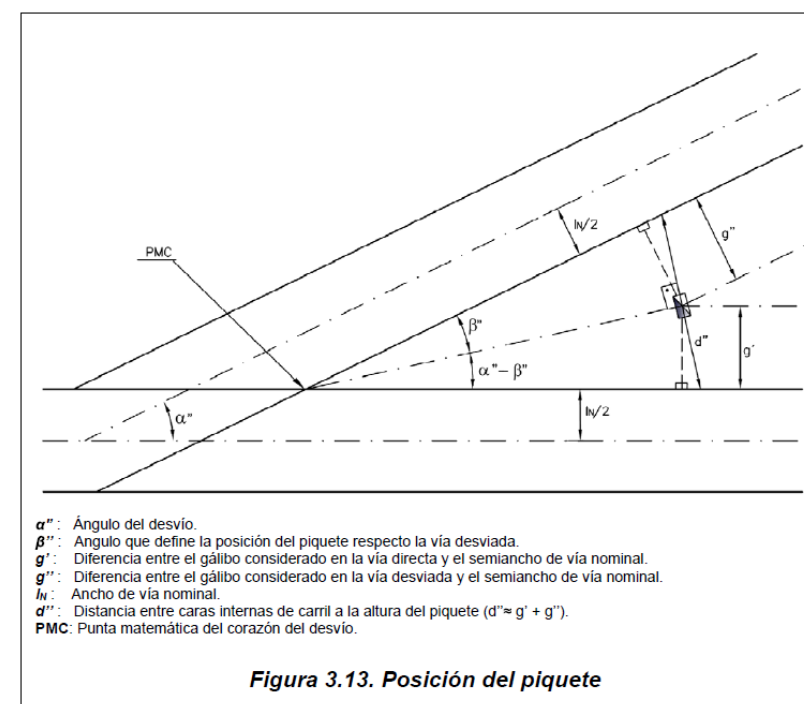 lN/2
g"
PMC
β"
d"
g'
α"- β"
α"
lN/2
α" : Ángulo del desvío.
β" : Angulo que define la posición del piquete respecto la vía desviada.
g' : Diferencia entre el gálibo considerado en la vía directa y el semiancho de vía nominal.
g" : Diferencia entre el gálibo considerado en la vía desviada y el semiancho de vía nominal.
lN : Ancho de vía nominal.
d" : Distancia entre caras internas de carril a la altura del piquete (d"≈ g' + g").
PMC: Punta matemática del corazón del desvío.
Figura 3.13. Posición del piquete